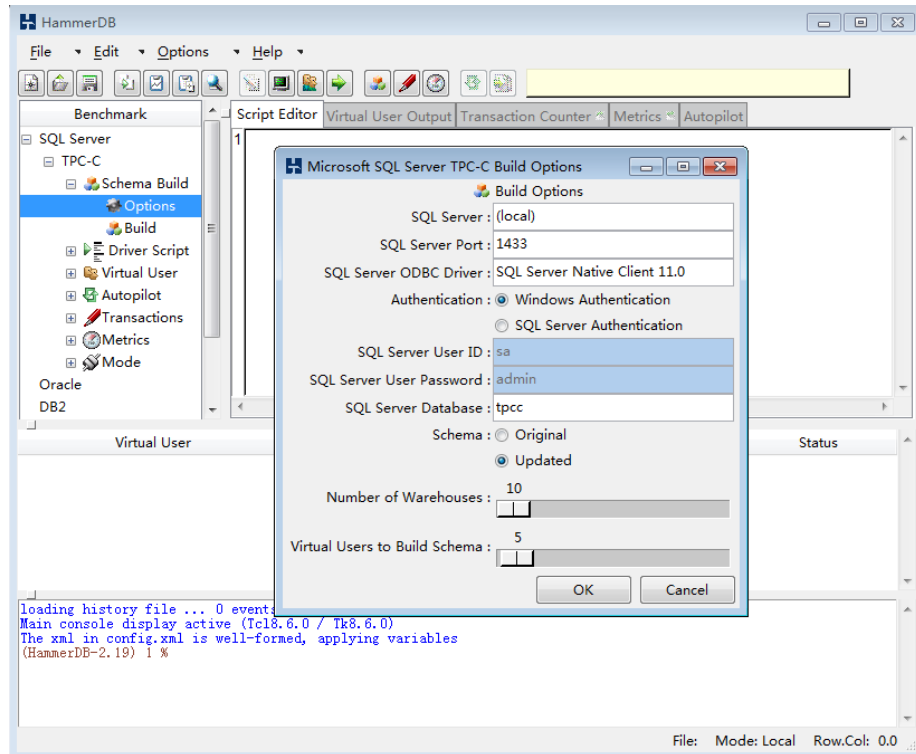 HammerDB
File Edit Options Help
Benchmark
Script Editor Virtual User Output Transaction Counter Metrics Autopilot
SQL Server
TPC-C
Schema Build
Options
Build
Driver Script
Virtual User
Autopilot
Transactions
Metrics
Mode
Oracle
DB2
1
Microsoft SQL Server TPC-C Build Options
Build Options
SQL Server : (local)
SQL Server Port : 1433
SQL Server ODBC Driver : SQL Server Native Client 11.0
Authentication : Windows Authentication
SQL Server Authentication
SQL Server User ID : sa
SQL Server User Password : admin
SQL Server Database : tpcc
Schema : Original
Updated
Number of Warehouses : 10
Virtual Users to Build Schema : 5
OK Cancel
Virtual User Status
loading history file ... 0 events
Main console display active (Tcl8.6.0 / Tk8.6.0)
The xml in config.xml is well-formed, applying variables
(HammerDB-2.19) 1 %
File: Mode: Local Row.Col: 0.0